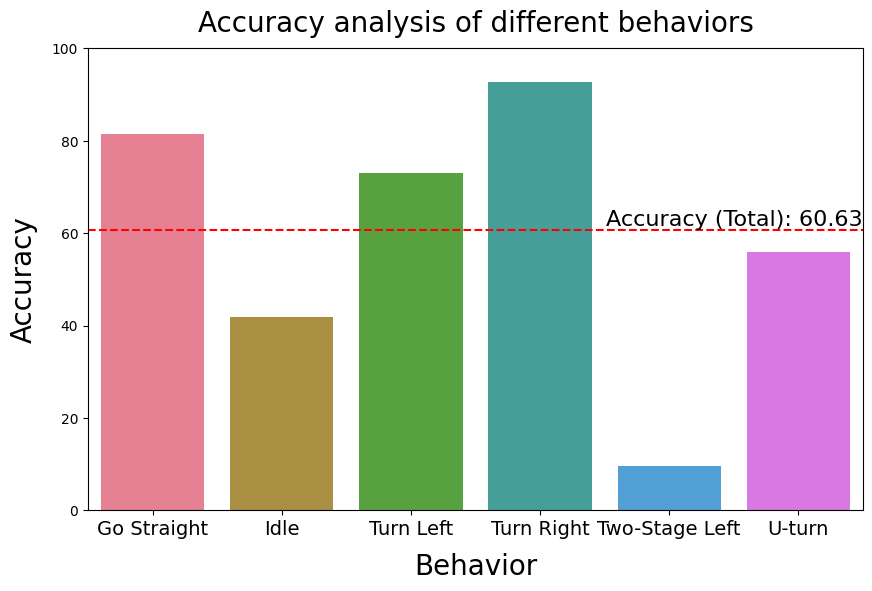 Accuracy analysis of different behaviors
100
80
60
40
20
0
Accuracy
Accuracy (Total): 60.63
Go Straight
Idle
Turn Left
Turn Right
Two-Stage Left
U-turn
Behavior